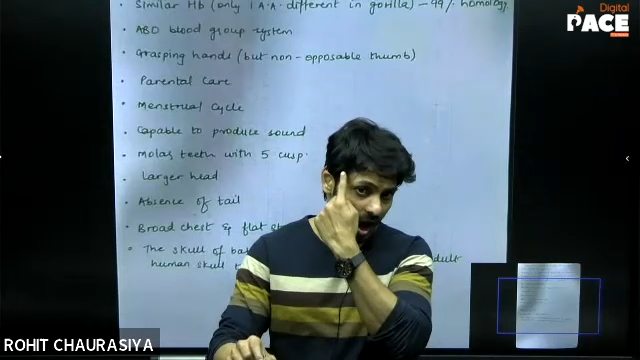 • Similar Hb (only 1 A.A. different in gorilla) – 99% homology.
• ABO blood group system
• Grasping hands (but non-opposable thumb)
• Parental Care
• Menstrual Cycle
• Capable to produce sound
• Molar teeth with 5 cusp.
• Larger head
• Absence of tail
• Broad chest & flat
• The skull of
human skull
Digital
PACE
ROHIT CHAURASIYA